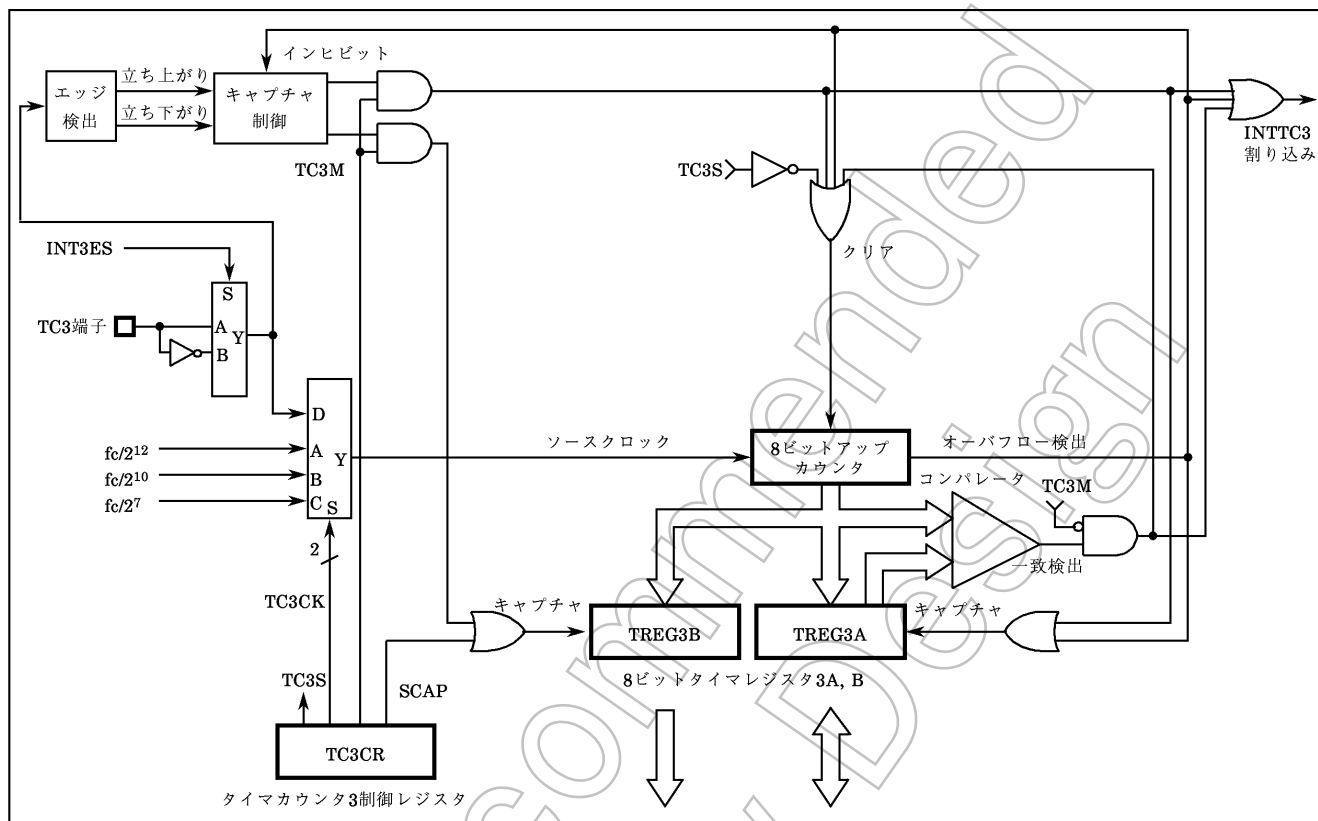 インヒビット
エッジ
検出
立ち上がり
立ち下がり
キャプチャ
制御
TC3M
INTTC3
割り込み
TC3S
クリア
INT3ES
S
TC3端子
A
Y
B
D
fc/2¹²
A
Y
fc/2¹⁰
B
fc/2⁷
C
S
ソースクロック
8ビットアップ
カウンタ
オーバフロー検出
コンパレータ
TC3M
一致検出
2
TC3CK
キャプチャ
TREG3B
TREG3A
キャプチャ
8ビットタイマレジスタ3A, B
TC3S
SCAP
TC3CR
タイマカウンタ3制御レジスタ
ommended
Design